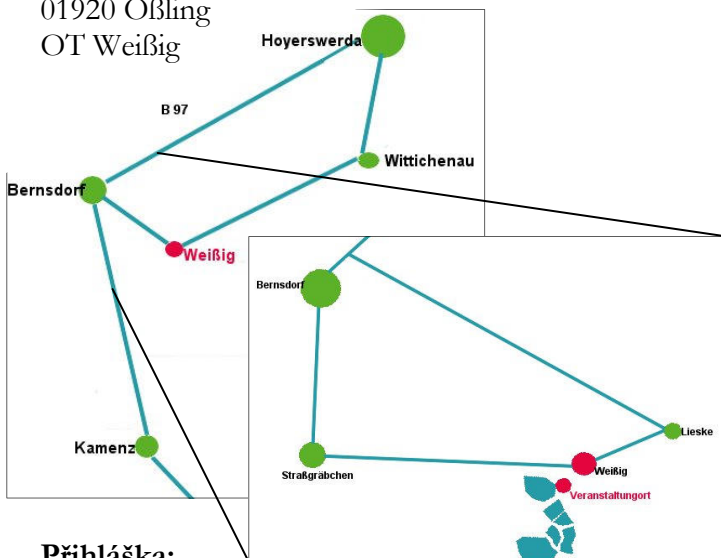 01920 Oßling
OT Weißig
Hoyerswerda
B 97
Wittichenau
Bernsdorf
Weißig
Bernsdorf
Lieske
Kamenz
Straßgräbchen
Weißig
Veranstaltungort
Přihláška: